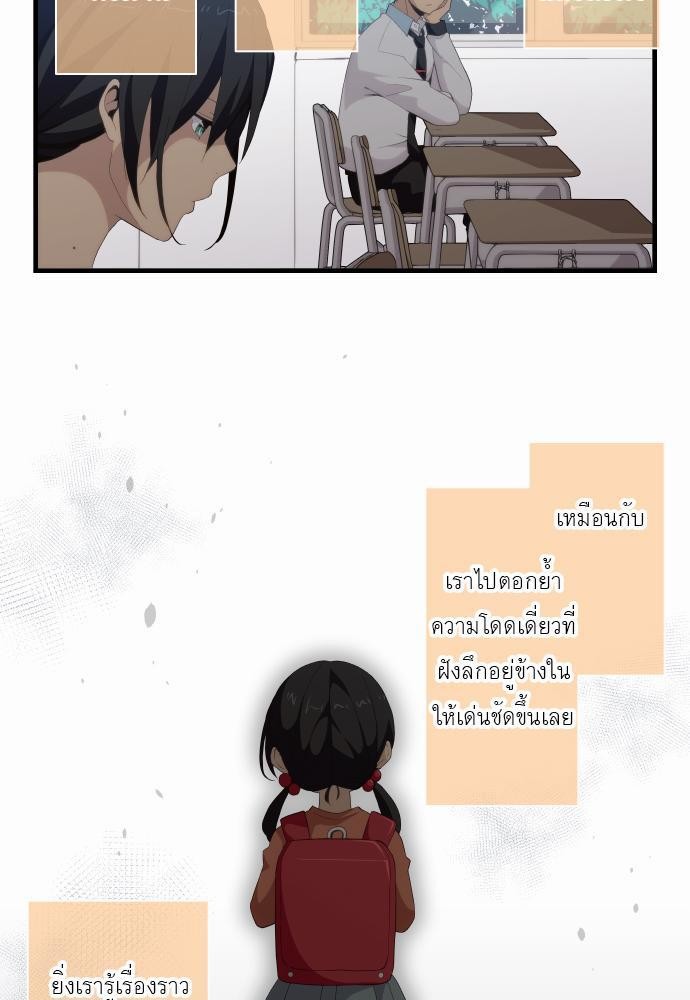 เหมือนกับ
เราไปตอกย้ำ
ความโดดเดี่ยวที่
ฝังลึกอยู่ข้างใน
ให้เด่นชัดขึ้นเลย
ยิ่งเรารู้เรื่องราว